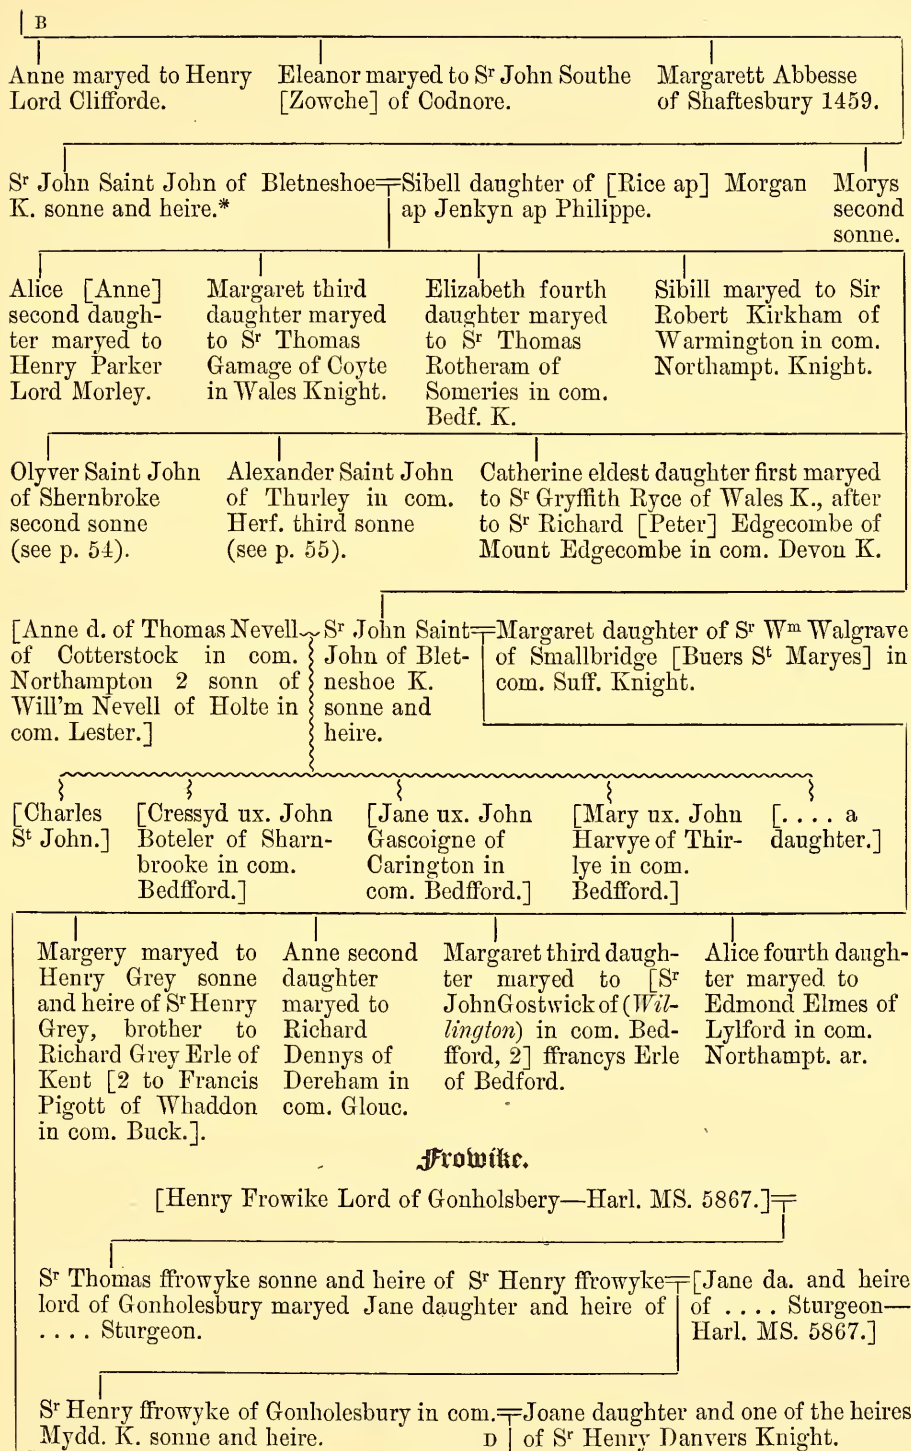 B
Anne maryed to Henry
Lord Clifforde.
Eleanor maryed to Sʳ John Southe
[Zowche] of Codnore.
Margarett Abbesse
of Shaftesbury 1459.
Sʳ John Saint John of Bletneshoe
K. sonne and heire.*
Sibell daughter of [Rice ap] Morgan
ap Jenkyn ap Philippe.
Morys
second
sonne.
Alice [Anne]
second daugh-
ter maryed to
Henry Parker
Lord Morley.
Margaret third
daughter maryed
to Sʳ Thomas
Gamage of Coyte
in Wales Knight.
Elizabeth fourth
daughter maryed
to Sʳ Thomas
Rotheram of
Someries in com.
Bedf. K.
Sibill maryed to Sir
Robert Kirkham of
Warmington in com.
Northampt. Knight.
Olyver Saint John
of Shernbroke
second sonne
(see p. 54).
Alexander Saint John
of Thurley in com.
Herf. third sonne
(see p. 55).
Catherine eldest daughter first maryed
to Sʳ Gryffith Ryce of Wales K., after
to Sʳ Richard [Peter] Edgecombe of
Mount Edgecombe in com. Devon K.
[Anne d. of Thomas Nevell
of Cotterstock in com.
Northampton 2 sonn of
Will'm Nevell of Holte in
com. Lester.]
Sʳ John Saint
John of Blet-
neshoe K.
sonne and
heire.
Margaret daughter of Sʳ Wᵐ Walgrave
of Smallbridge [Buers Sᵗ Maryes] in
com. Suff. Knight.
[Charles
Sᵗ John.]
[Cressyd ux. John
Boteler of Sharn-
brooke in com.
Bedfford.]
[Jane ux. John
Gascoigne of
Carington in
com. Bedfford.]
[Mary ux. John
Harvye of Thir-
lye in com.
Bedfford.]
[. . . . a
daughter.]
Margery maryed to
Henry Grey sonne
and heire of Sʳ Henry
Grey, brother to
Richard Grey Erle of
Kent [2 to Francis
Pigott of Whaddon
in com. Buck.].
Anne second
daughter
maryed to
Richard
Dennys of
Dereham in
com. Glouc.
Margaret third daugh-
ter maryed to [Sʳ
John Gostwick of (Wil-
lington) in com. Bed-
fford, 2] ffrancys Erle
of Bedford.
Alice fourth daugh-
ter maryed to
Edmond Elmes of
Lylford in com.
Northampt. ar.
Frowike.
[Henry Frowike Lord of Gonholsbery—Harl. MS. 5867.]
Sʳ Thomas ffrowyke sonne and heire of Sʳ Henry ffrowyke
lord of Gonholesbury maryed Jane daughter and heire of
. . . . Sturgeon.
[Jane da. and heire
of . . . . Sturgeon—
Harl. MS. 5867.]
Sʳ Henry ffrowyke of Gonholesbury in com.
Mydd. K. sonne and heire.
D
Joane daughter and one of the heires
of Sʳ Henry Danvers Knight.